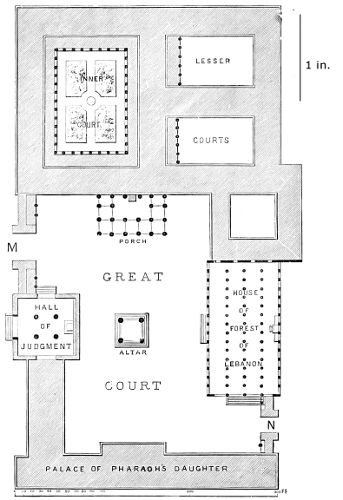 LESSER
1 in.
INNER
COURT
COURTS
PORCH
M
GREAT
HALL
OF
JUDGMENT
HOUSE
OF
FOREST
OF
LEBANON
ALTAR
COURT
N
PALACE OF PHARAOH'S DAUGHTER